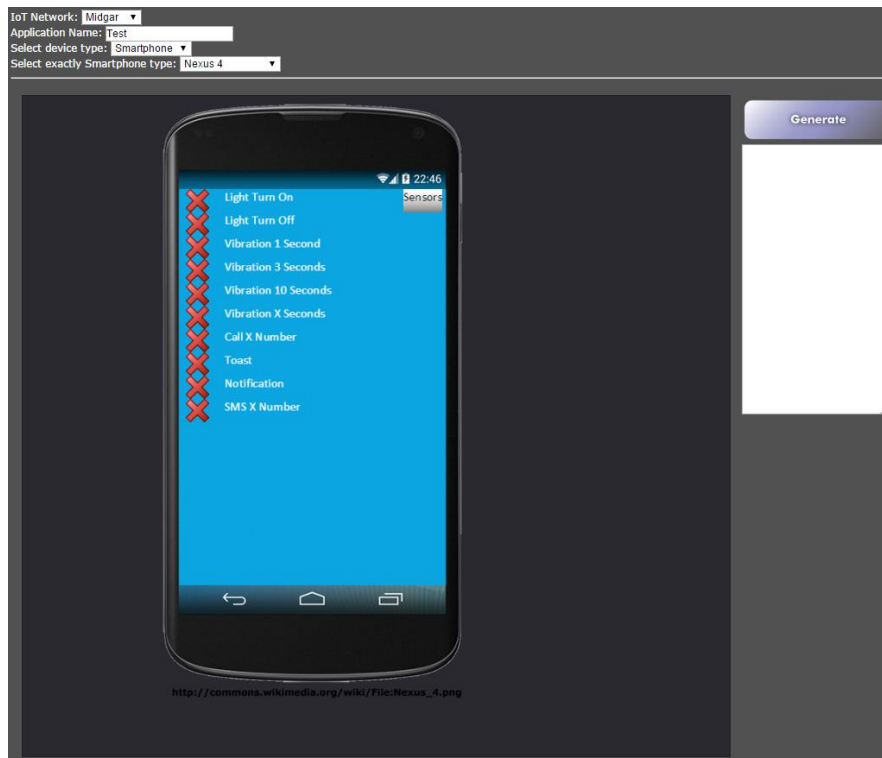 IoT Network: Midgar
Application Name: Test
Select device type: Smartphone
Select exactly Smartphone type: Nexus 4
Generate
22:46
Light Turn On
Sensors
Light Turn Off
Vibration 1 Second
Vibration 3 Seconds
Vibration 10 Seconds
Vibration X Seconds
Call X Number
Toast
Notification
SMS X Number
http://commons.wikimedia.org/wiki/File:Nexus_4.png